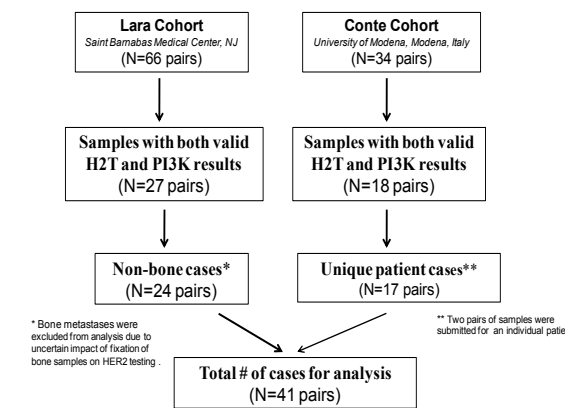 Lara Cohort
Saint Barnabas Medical Center, NJ
(N=66 pairs)
Conte Cohort
University of Modena, Modena, Italy
(N=34 pairs)
Samples with both valid
H2T and PI3K results
(N=27 pairs)
Samples with both valid
H2T and PI3K results
(N=18 pairs)
Non-bone cases*
(N=24 pairs)
Unique patient cases**
(N=17 pairs)
* Bone metastases were
excluded from analysis due to
uncertain impact of fixation of
bone samples on HER2 testing .
** Two pairs of samples were
submitted for an individual patie
Total # of cases for analysis
(N=41 pairs)